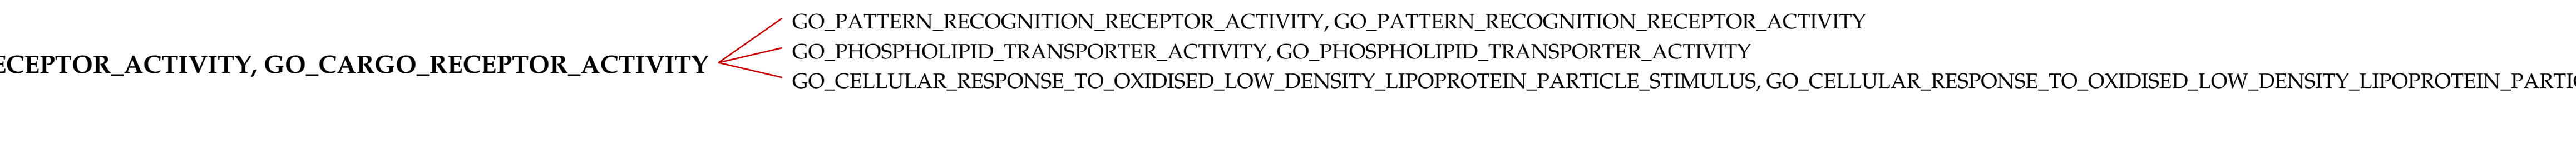 GO_PATTERN_RECOGNITION_RECEPTOR_ACTIVITY, GO_PATTERN_RECOGNITION_RECEPTOR_ACTIVITY
GO_PHOSPHOLIPID_TRANSPORTER_ACTIVITY, GO_PHOSPHOLIPID_TRANSPORTER_ACTIVITY
ECEPTOR_ACTIVITY, GO_CARGO_RECEPTOR_ACTIVITY
GO_CELLULAR_RESPONSE_TO_OXIDISED_LOW_DENSITY_LIPOPROTEIN_PARTICLE_STIMULUS, GO_CELLULAR_RESPONSE_TO_OXIDISED_LOW_DENSITY_LIPOPROTEIN_PARTIC